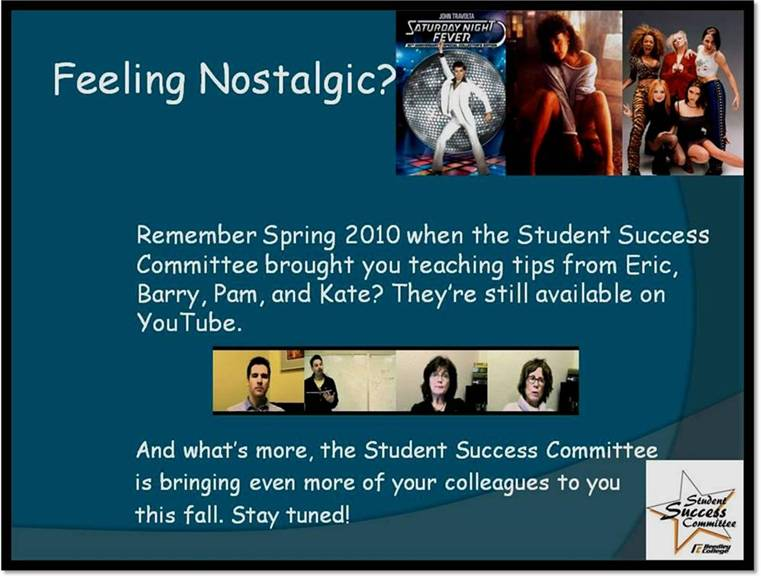 JOHN TRAVOLTA
SATURDAY NIGHT
FEVER
Feeling Nostalgic?
Remember Spring 2010 when the Student Success
Committee brought you teaching tips from Eric,
Barry, Pam, and Kate? They're still available on
YouTube.
And what's more, the Student Success Committee
is bringing even more of your colleagues to you
this fall. Stay tuned!
Student
Success
Committee
Reedley
College